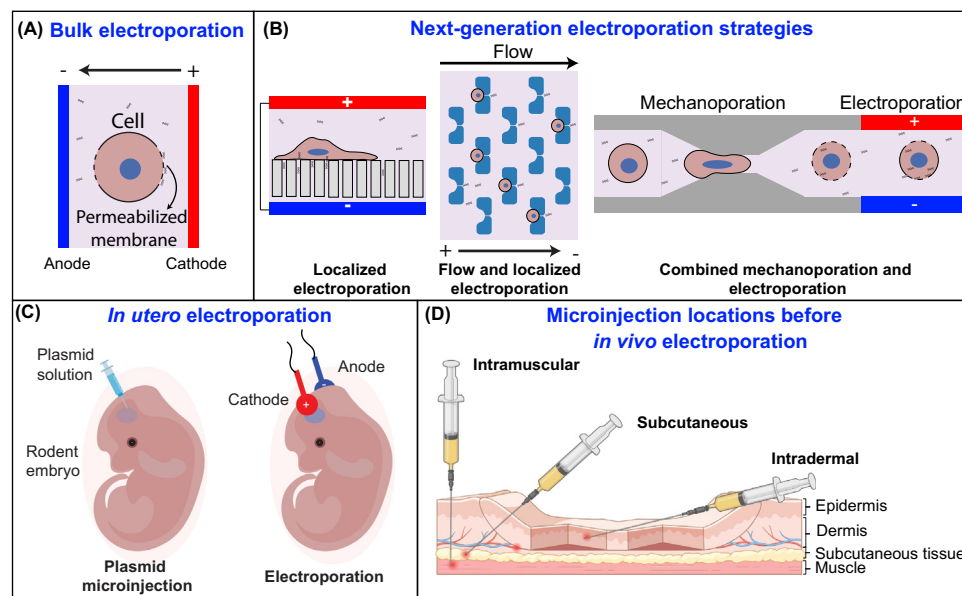 (A) Bulk electroporation
- +
Cell
Permeabilized
membrane
Anode Cathode
(B) Next-generation electroporation strategies
Flow
+
-
Localized
electroporation
+ -
Flow and localized
electroporation
Mechanoporation Electroporation
+
-
Combined mechanoporation and
electroporation
(C) In utero electroporation
Plasmid
solution
Rodent
embryo
Plasmid
microinjection
Anode
-
Cathode
+
Electroporation
(D) Microinjection locations before
in vivo electroporation
Intramuscular
Subcutaneous
Intradermal
Epidermis
Dermis
Subcutaneous tissue
Muscle